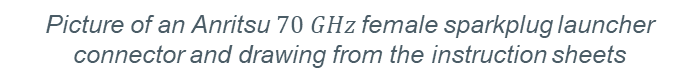 Picture of an Anritsu 70 GHz female sparkplug launcher
connector and drawing from the instruction sheets